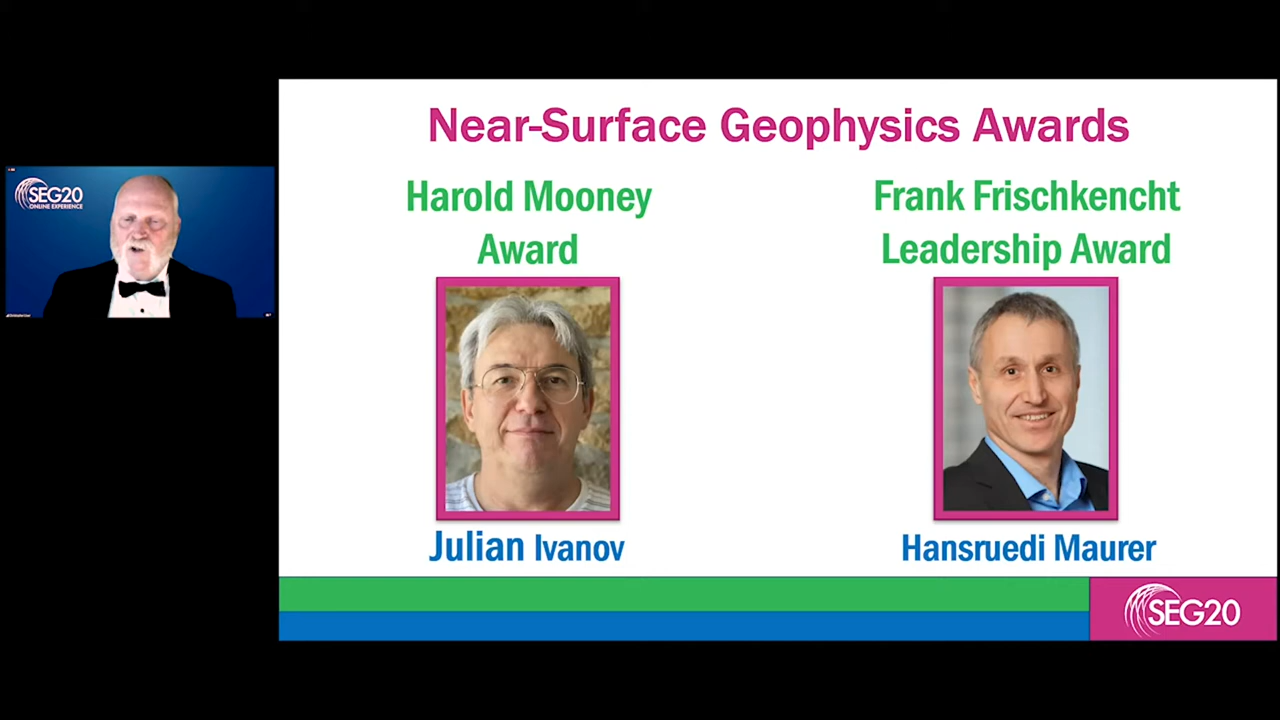 Near-Surface Geophysics Awards
Harold Mooney
Award
Frank Frischkencht
Leadership Award
SEG20
ONLINE EXPERIENCE
Julian Ivanov
Hansruedi Maurer
SEG20